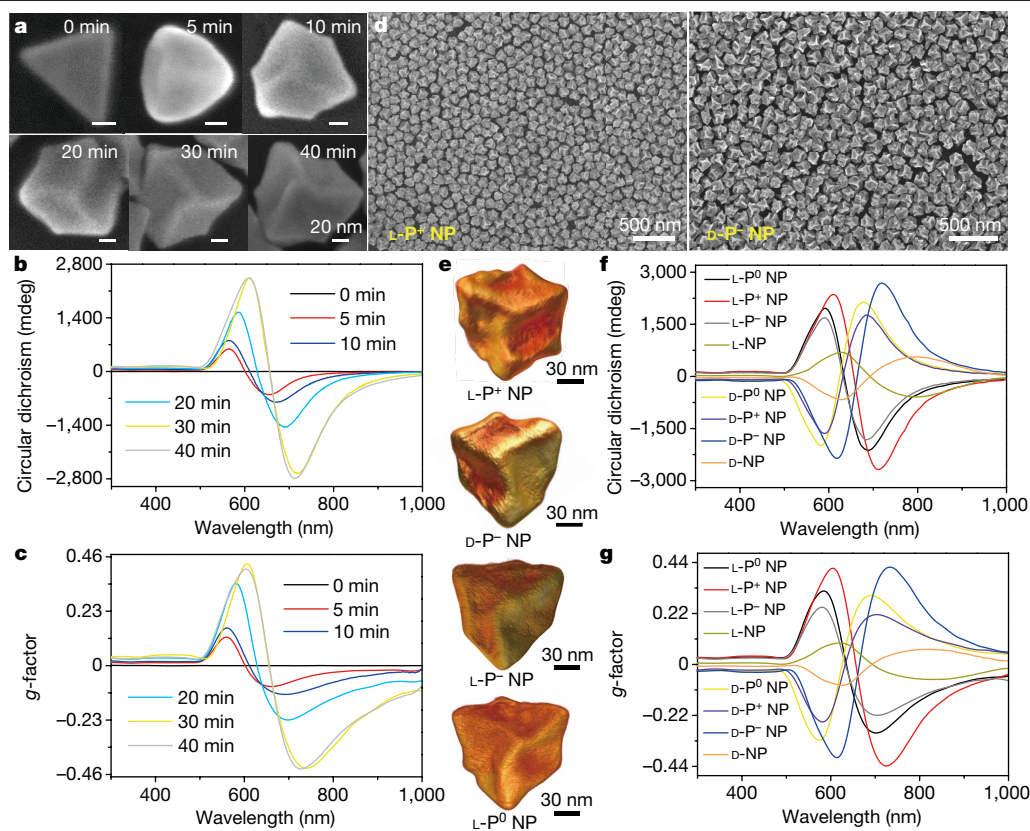 a
0 min
5 min
10 min
20 min
30 min
40 min
20 nm
d
L-P⁺ NP
500 nm
D-P⁻ NP
500 nm
b
2,800
1,400
0
−1,400
−2,800
Circular dichroism (mdeg)
0 min
5 min
10 min
20 min
30 min
40 min
400
600
800
1,000
Wavelength (nm)
c
0.46
0.23
0
−0.23
−0.46
g-factor
0 min
5 min
10 min
20 min
30 min
40 min
400
600
800
1,000
Wavelength (nm)
e
30 nm
L-P⁺ NP
30 nm
D-P⁻ NP
30 nm
L-P⁻ NP
30 nm
L-P⁰ NP
f
3,000
1,500
0
−1,500
−3,000
Circular dichroism (mdeg)
L-P⁰ NP
L-P⁺ NP
L-P⁻ NP
L-NP
D-P⁰ NP
D-P⁺ NP
D-P⁻ NP
D-NP
400
600
800
1,000
Wavelength (nm)
g
0.44
0.22
0
−0.22
−0.44
g-factor
L-P⁰ NP
L-P⁺ NP
L-P⁻ NP
L-NP
D-P⁰ NP
D-P⁺ NP
D-P⁻ NP
D-NP
400
600
800
1,000
Wavelength (nm)